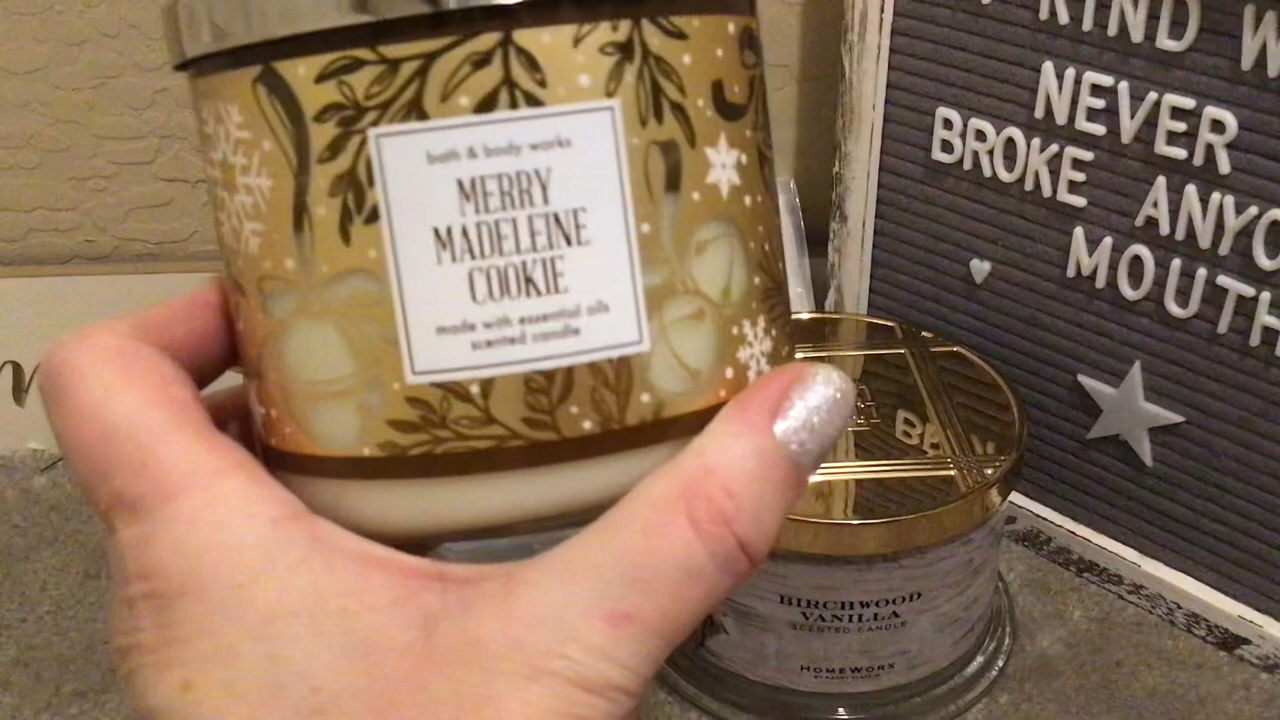 bath & body works
MERRY
MADELEINE
COOKIE
made with essential oils
scented candle
KIND
NEVER
BROKE
MOUTH
BIRCHWOOD
VANILLA
SCENTED CANDLE
HOMEWORX